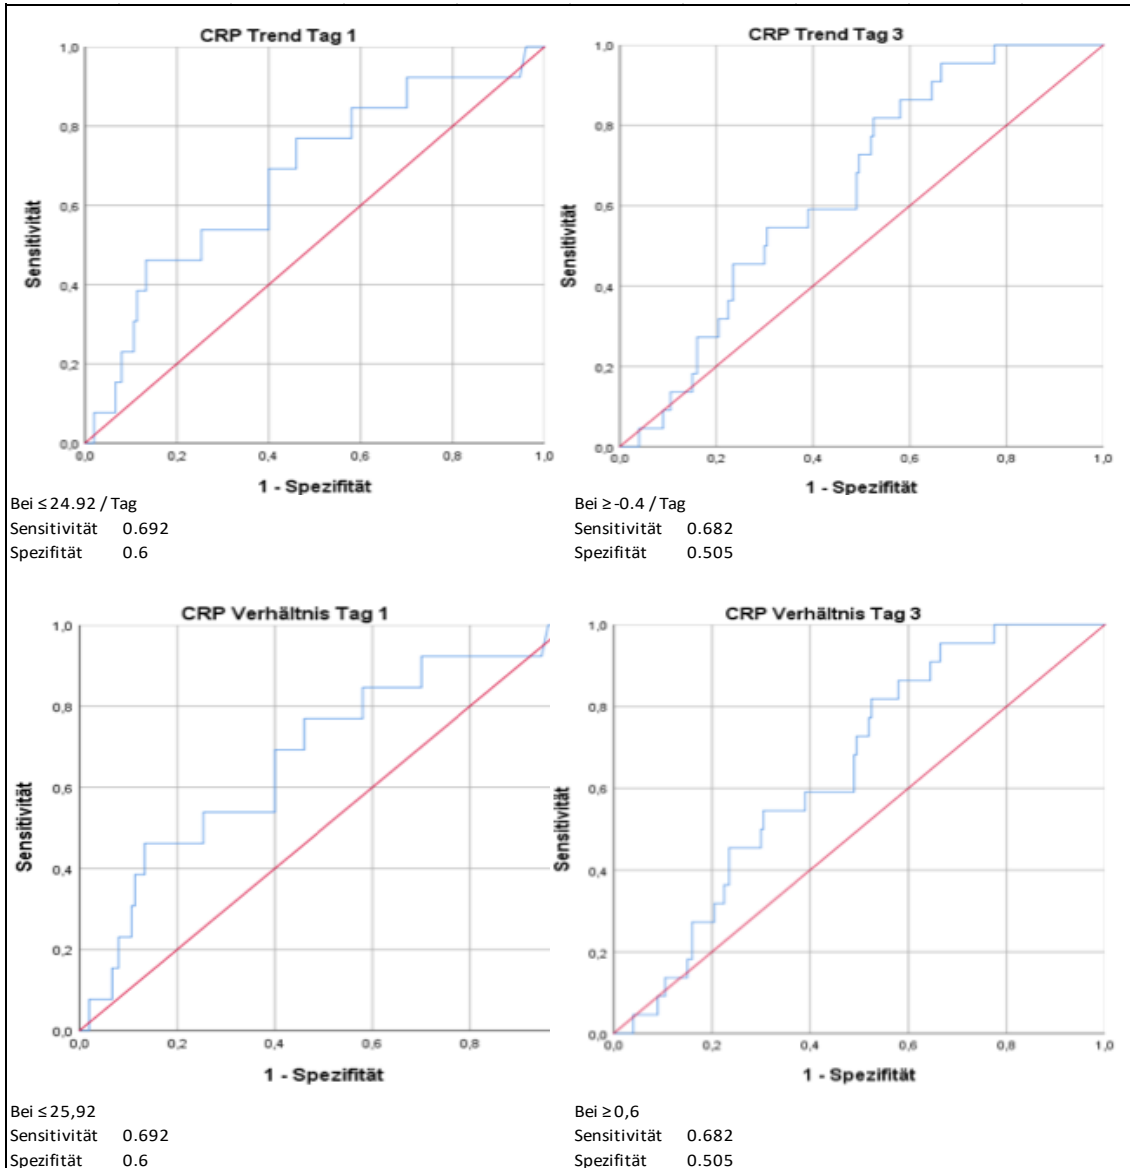 CRP Trend Tag 1
1,0
0,8
0,6
0,4
0,2
0,0
Sensitivität
0,0 0,2 0,4 0,6 0,8 1,0
1 - Spezifität
Bei ≤ 24.92 / Tag
Sensitivität 0.692
Spezifität 0.6
CRP Trend Tag 3
1,0
0,8
0,6
0,4
0,2
0,0
Sensitivität
0,0 0,2 0,4 0,6 0,8 1,0
1 - Spezifität
Bei ≥ -0.4 / Tag
Sensitivität 0.682
Spezifität 0.505
CRP Verhältnis Tag 1
1,0
0,8
0,6
0,4
0,2
0,0
Sensitivität
0,0 0,2 0,4 0,6 0,8
1 - Spezifität
Bei ≤ 25,92
Sensitivität 0.692
Spezifität 0.6
CRP Verhältnis Tag 3
1,0
0,8
0,6
0,4
0,2
0,0
Sensitivität
0,0 0,2 0,4 0,6 0,8 1,0
1 - Spezifität
Bei ≥ 0,6
Sensitivität 0.682
Spezifität 0.505